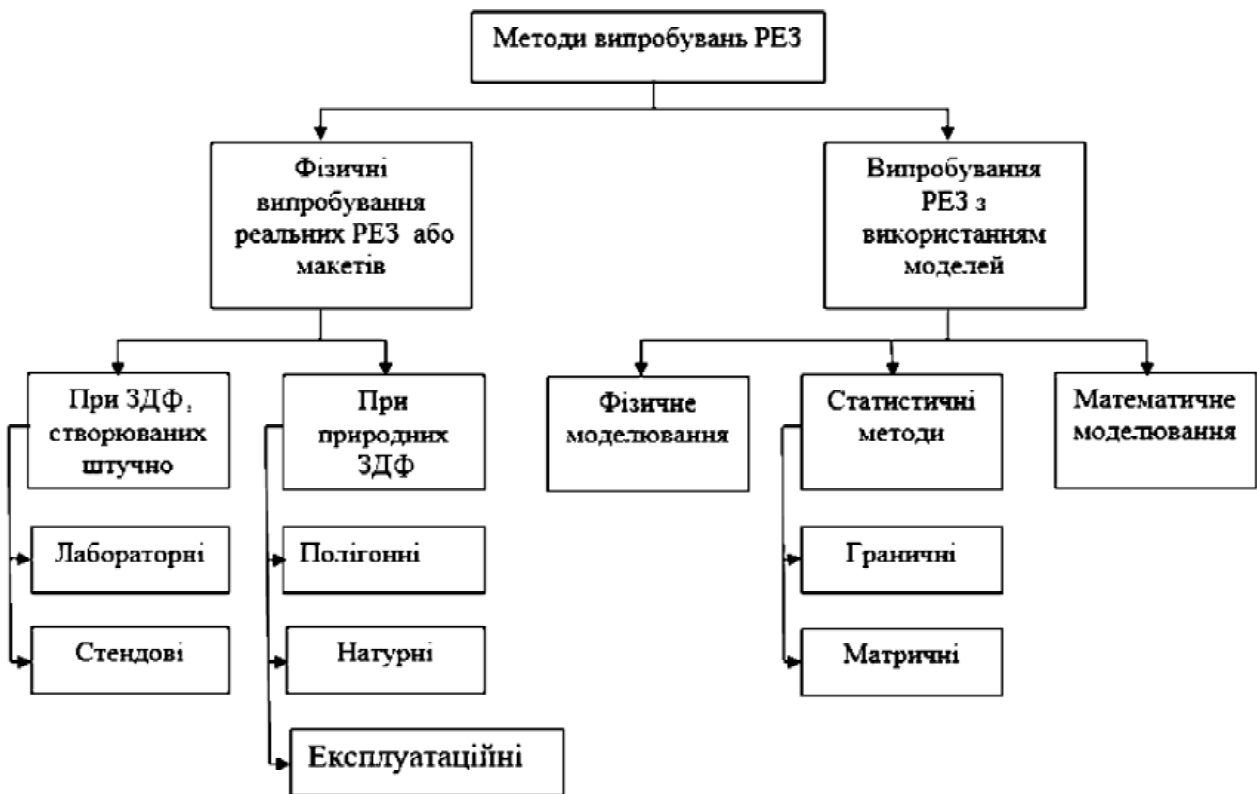 Методи випробувань РЕЗ
Фізичні
випробування
реальних РЕЗ або
макетів
Випробування
РЕЗ з
використанням
моделей
При ЗДФ,
створюваних
штучно
При
природних
ЗДФ
Фізичне
моделювання
Статистичні
методи
Математичне
моделювання
Лабораторні
Полігонні
Граничні
Стендові
Натурні
Матричні
Експлуатаційні